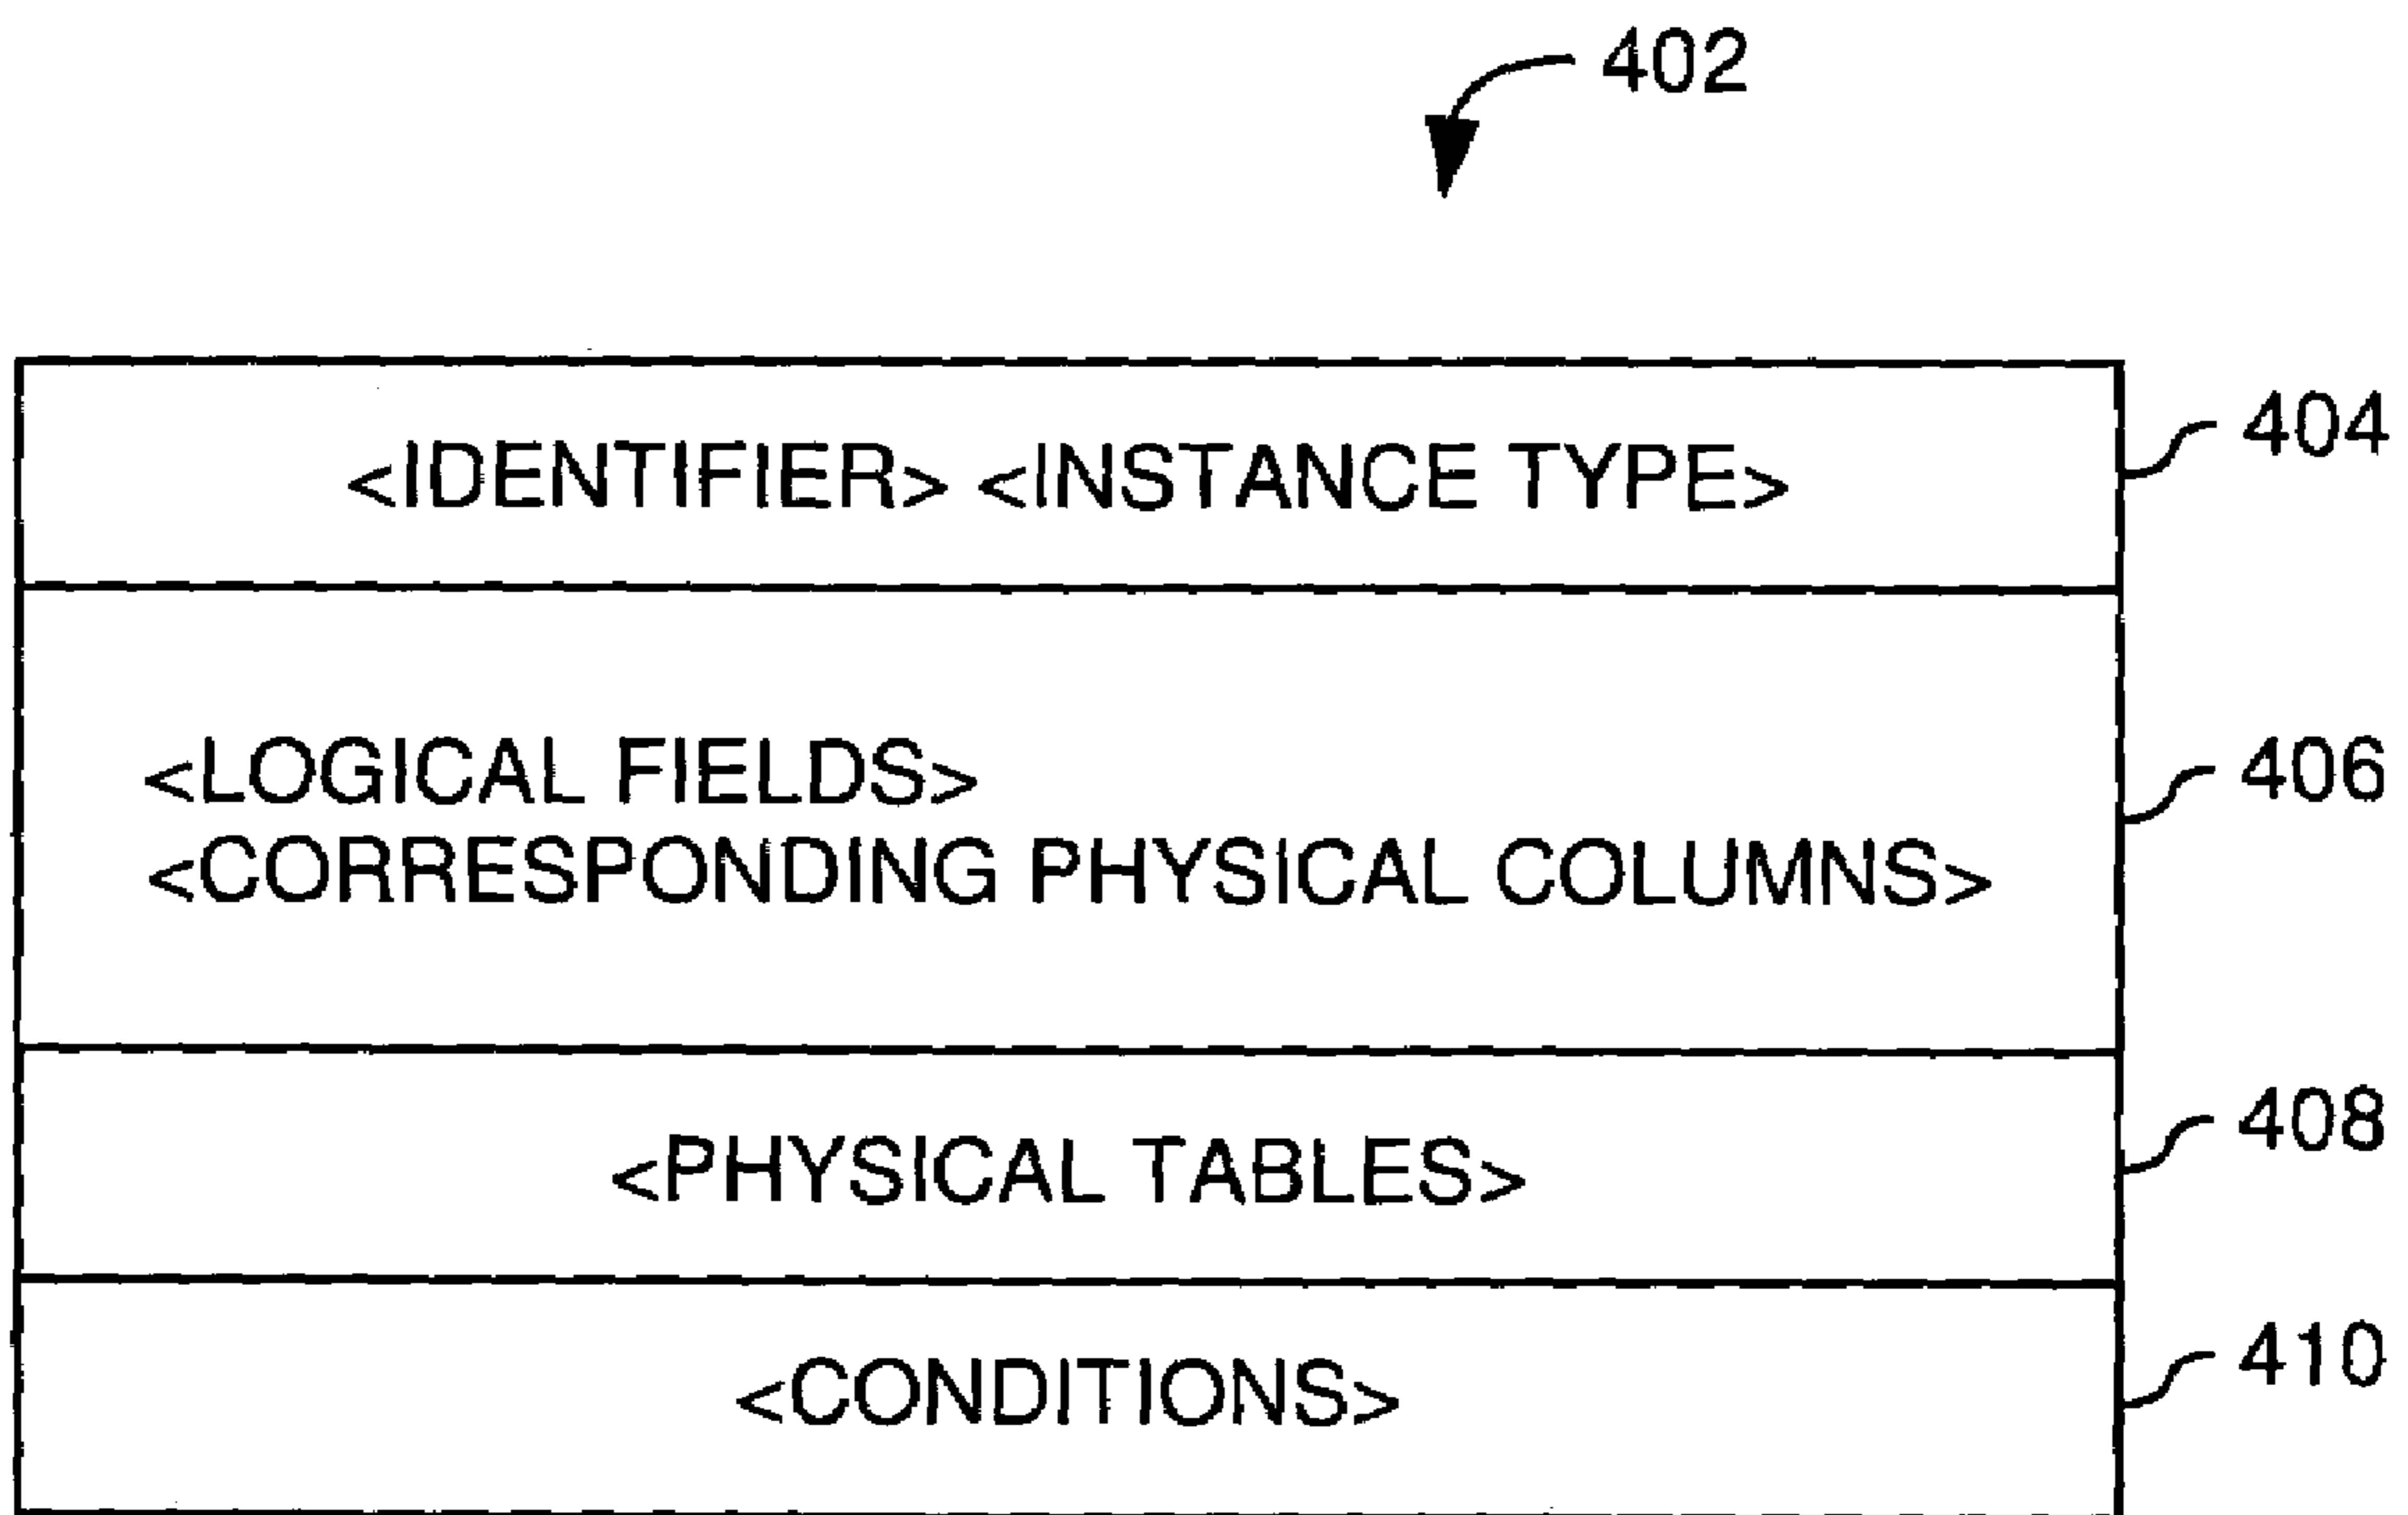 402
<IDENTIFIER> <INSTANCE TYPE>
404
<LOGICAL FIELDS>
406
<CORRESPONDING PHYSICAL COLUMNS>
<PHYSICAL TABLES>
408
<CONDITIONS>
410